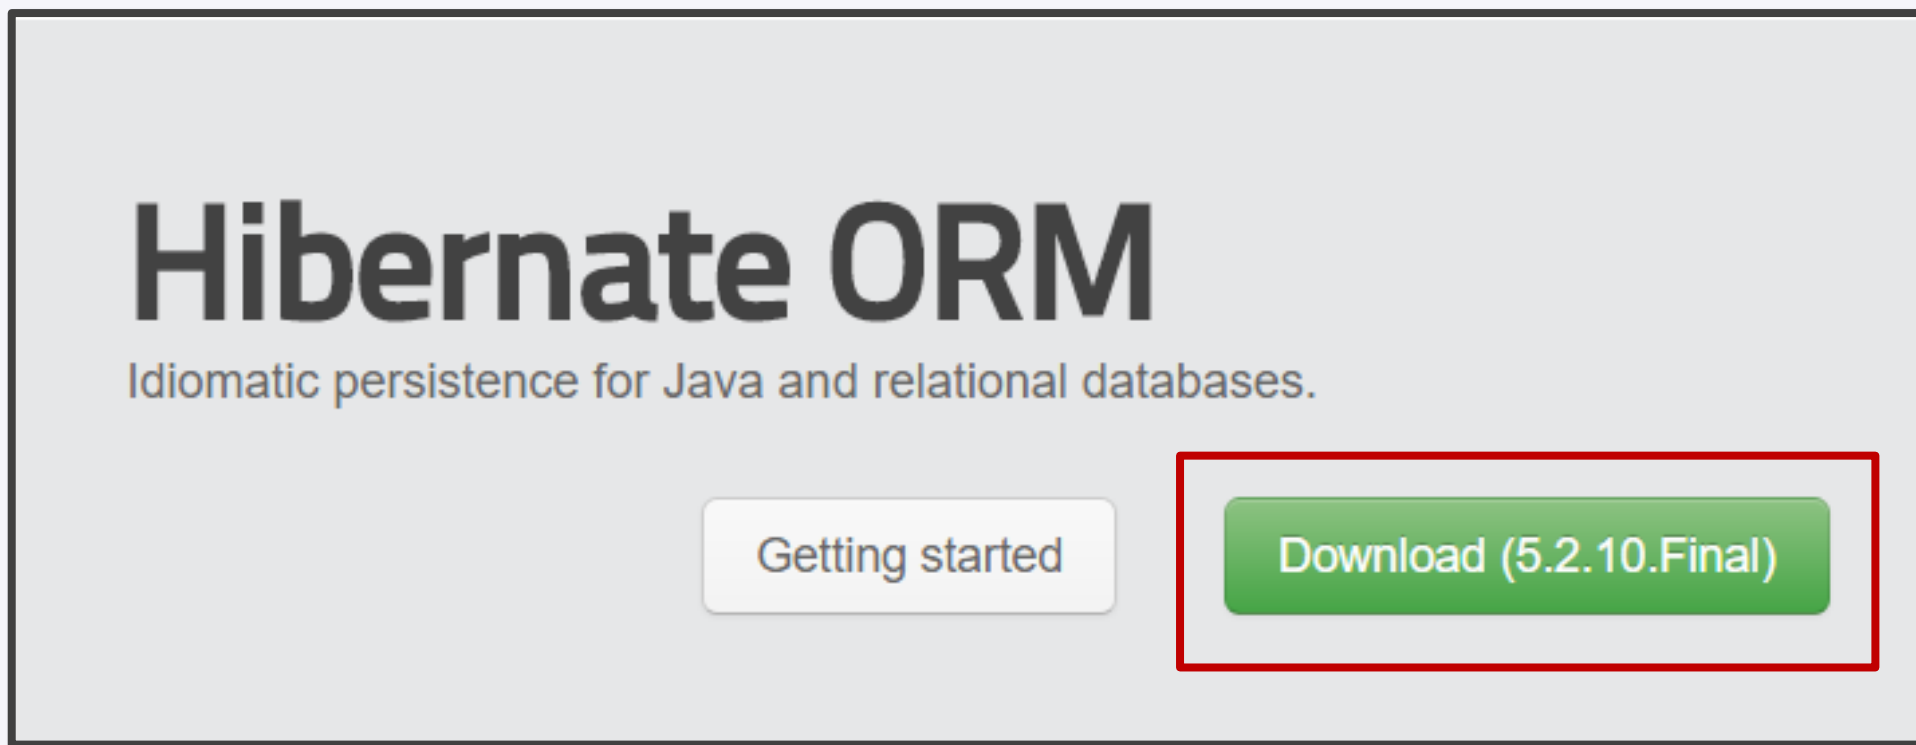 Hibernate ORM
Idiomatic persistence for Java and relational databases.
Getting started
Download (5.2.10.Final)